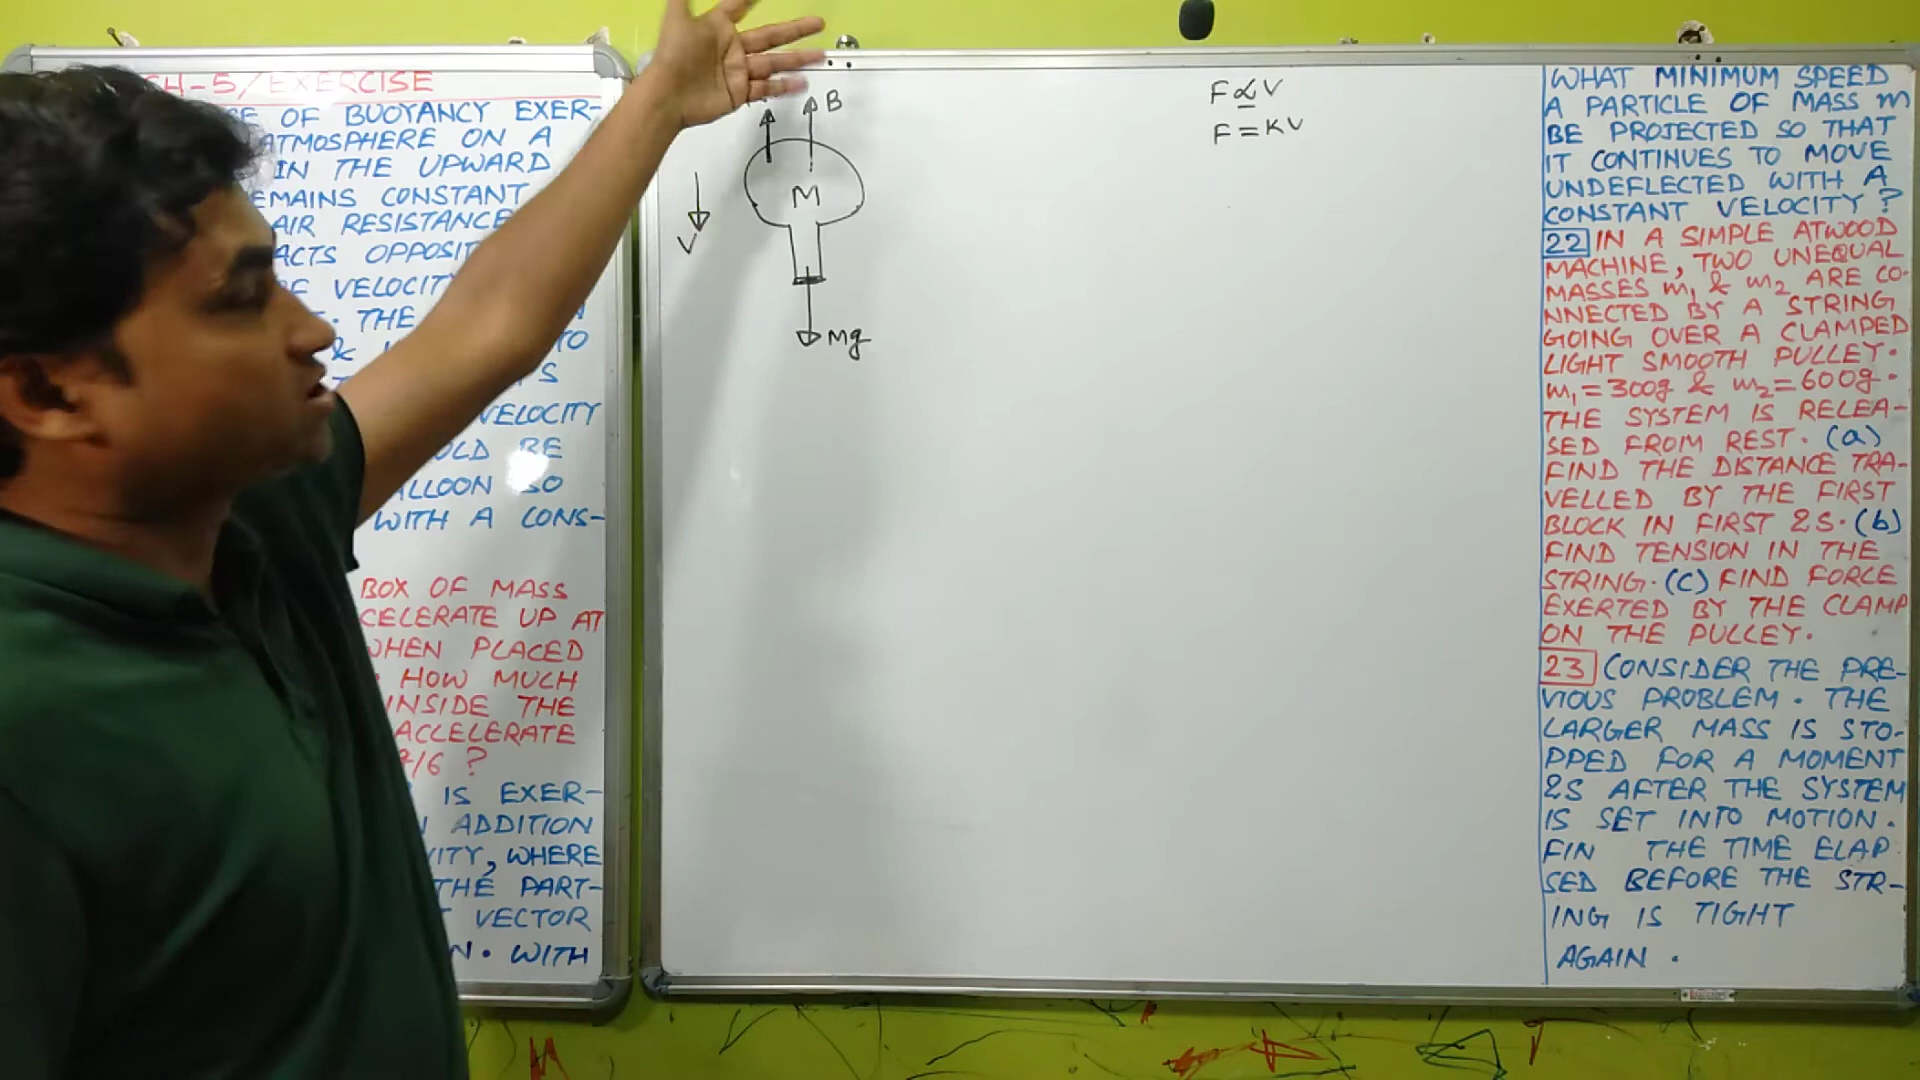 H-5/EXERCISE
OF BUOYANCY EXER-
ATMOSPHERE ON A
IN THE UPWARD
EMAINS CONSTANT
AIR RESISTANCE
ACTS OPPOSIT
VELOCIT
. THE
& TO
S
VELOCITY
OLD BE
ALLOON SO
WITH A CONS-
BOX OF MASS
CELERATE UP AT
WHEN PLACED
. HOW MUCH
INSIDE THE
ACCLERATE
/6 ?
IS EXER-
ADDITION
VITY, WHERE
THE PART-
VECTOR
N. WITH
B
M
V
Mg
F ∝ V
F = KV
WHAT MINIMUM SPEED
A PARTICLE OF MASS m
BE PROJECTED SO THAT
IT CONTINUES TO MOVE
UNDEFLECTED WITH A
CONSTANT VELOCITY?
22 IN A SIMPLE ATWOOD
MACHINE, TWO UNEQUAL
MASSES m₁ & m₂ ARE CO-
NNECTED BY A STRING
GOING OVER A CLAMPED
LIGHT SMOOTH PULLEY.
m₁=300g & m₂=600g.
THE SYSTEM IS RELEA-
SED FROM REST. (a)
FIND THE DISTANCE TRA-
VELLED BY THE FIRST
BLOCK IN FIRST 2S. (b)
FIND TENSION IN THE
STRING. (C) FIND FORCE
EXERTED BY THE CLAMP
ON THE PULLEY.
23 CONSIDER THE PRE-
VIOUS PROBLEM. THE
LARGER MASS IS STO-
PPED FOR A MOMENT
2S AFTER THE SYSTEM
IS SET INTO MOTION.
FIN THE TIME ELAP
SED BEFORE THE STR-
ING IS TIGHT
AGAIN .